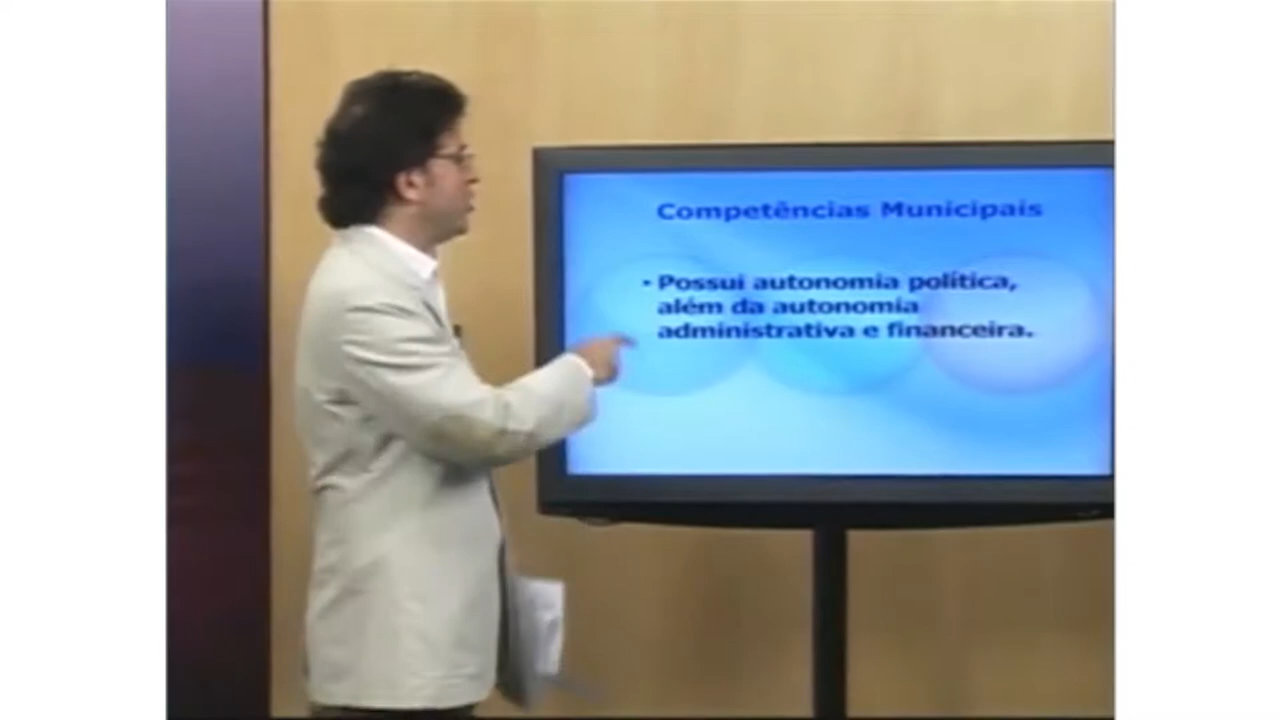 Competências Municipais
- Possui autonomia política,
além da autonomia
administrativa e financeira.